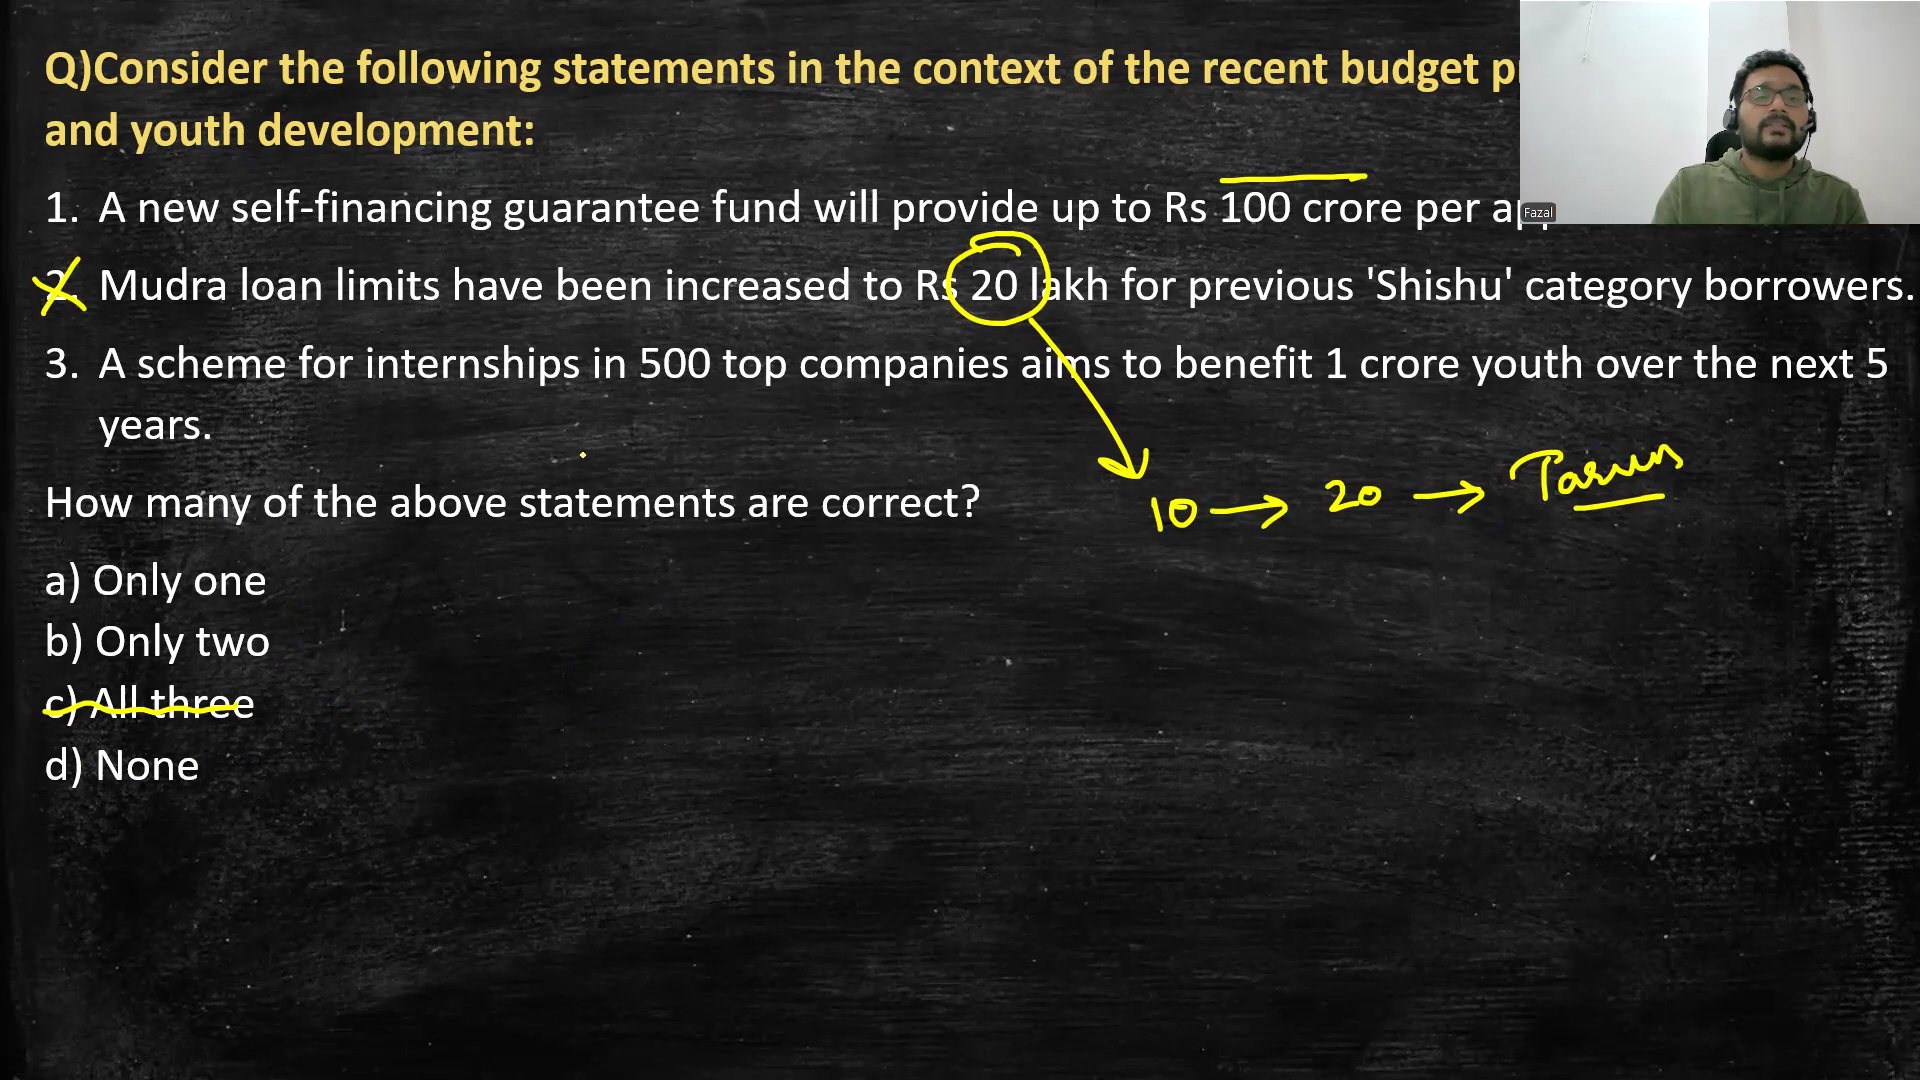 Q)Consider the following statements in the context of the recent budget
and youth development:
1. A new self-financing guarantee fund will provide up to Rs 100 crore per
Fazal
2. Mudra loan limits have been increased to Rs 20 lakh for previous 'Shishu' category borrowers.
3. A scheme for internships in 500 top companies aims to benefit 1 crore youth over the next 5
years.
10 → 20 → Tarun
How many of the above statements are correct?
a) Only one
b) Only two
c) All three
d) None